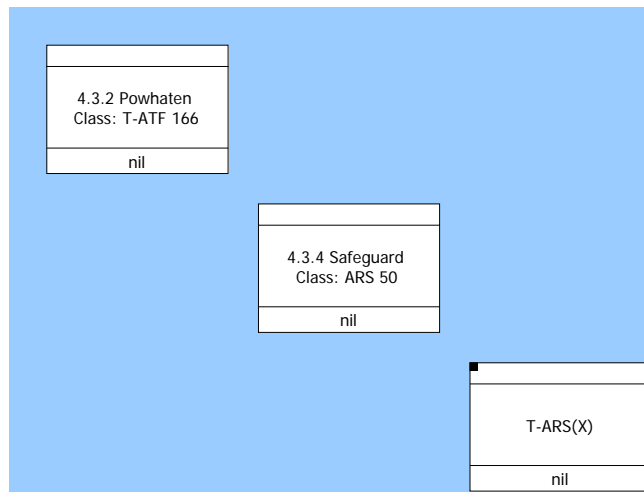 4.3.2 Powhaten
Class: T-ATF 166
nil
4.3.4 Safeguard
Class: ARS 50
nil
T-ARS(X)
nil